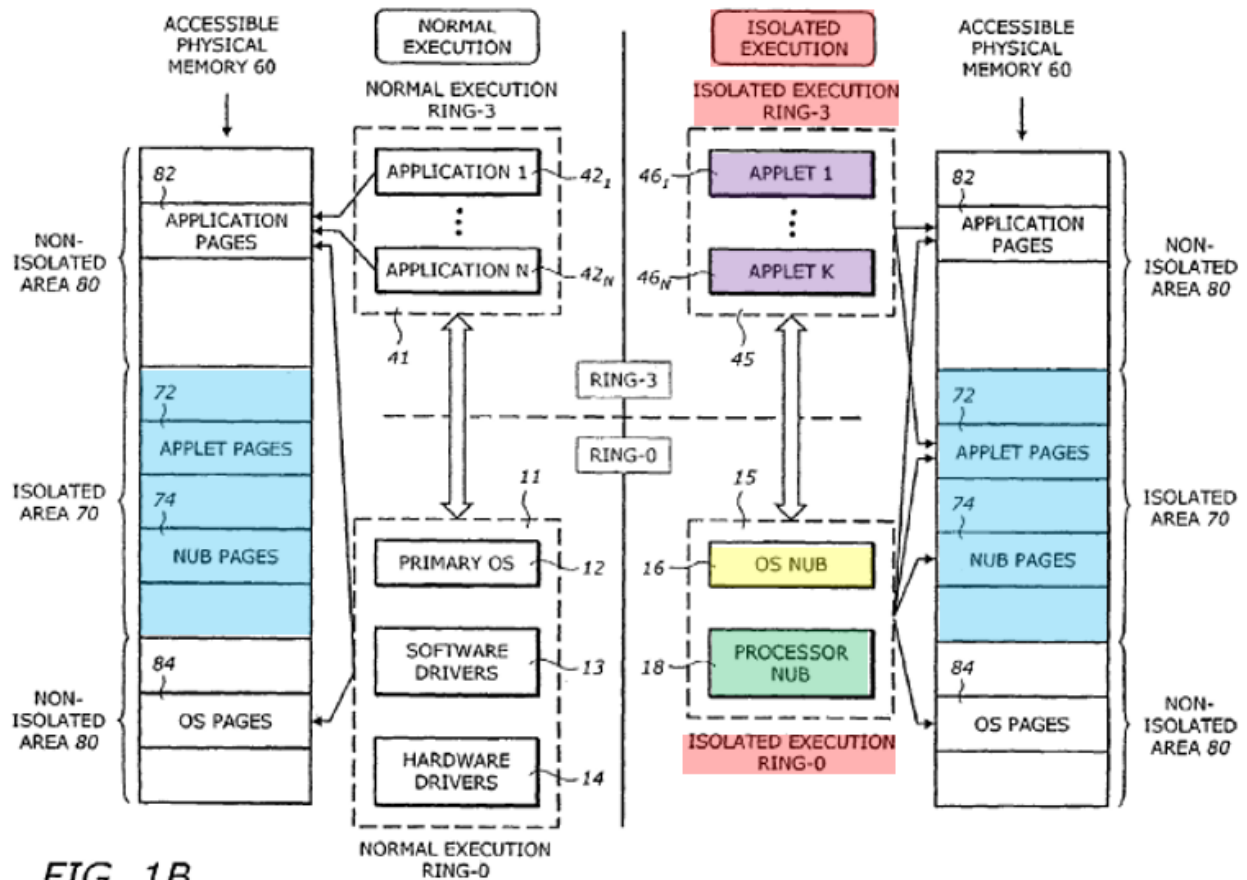 ACCESSIBLE
PHYSICAL
MEMORY 60
NORMAL
EXECUTION
ISOLATED
EXECUTION
ACCESSIBLE
PHYSICAL
MEMORY 60
NORMAL EXECUTION
RING-3
ISOLATED EXECUTION
RING-3
82
APPLICATION
PAGES
NON-
ISOLATED
AREA 80
APPLICATION 1
42₁
APPLICATION N
42N
41
46₁
APPLET 1
46N
APPLET K
45
82
APPLICATION
PAGES
NON-
ISOLATED
AREA 80
RING-3
RING-0
72
APPLET PAGES
74
NUB PAGES
ISOLATED
AREA 70
72
APPLET PAGES
74
NUB PAGES
ISOLATED
AREA 70
11
PRIMARY OS
12
SOFTWARE
DRIVERS
13
HARDWARE
DRIVERS
14
NORMAL EXECUTION
RING-0
15
16
OS NUB
18
PROCESSOR
NUB
ISOLATED EXECUTION
RING-0
84
OS PAGES
NON-
ISOLATED
AREA 80
84
OS PAGES
NON-
ISOLATED
AREA 80
FIG. 1B